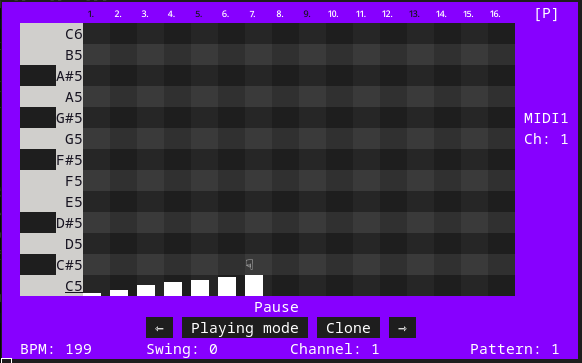 1. 2. 3. 4. 5. 6. 7. 8. 9. 10. 11. 12. 13. 14. 15. 16. [P]
C6
B5
A#5
A5
G#5 MIDI1
G5 Ch: 1
F#5
F5
E5
D#5
D5
C#5
C5
Pause
← Playing mode Clone →
BPM: 199 Swing: 0 Channel: 1 Pattern: 1